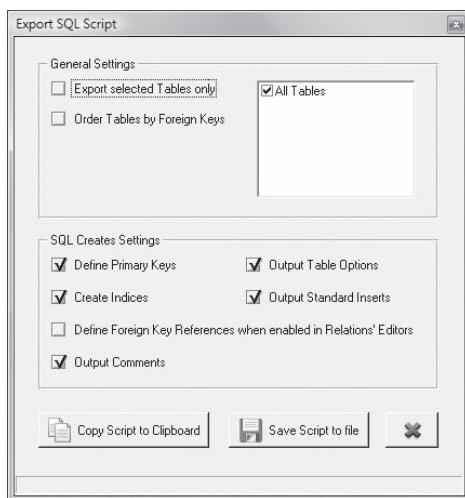 Export SQL Script
General Settings
Export selected Tables only
All Tables
Order Tables by Foreign Keys
SQL Creates Settings
Define Primary Keys
Output Table Options
Create Indices
Output Standard Inserts
Define Foreign Key References when enabled in Relations' Editors
Output Comments
Copy Script to Clipboard
Save Script to file